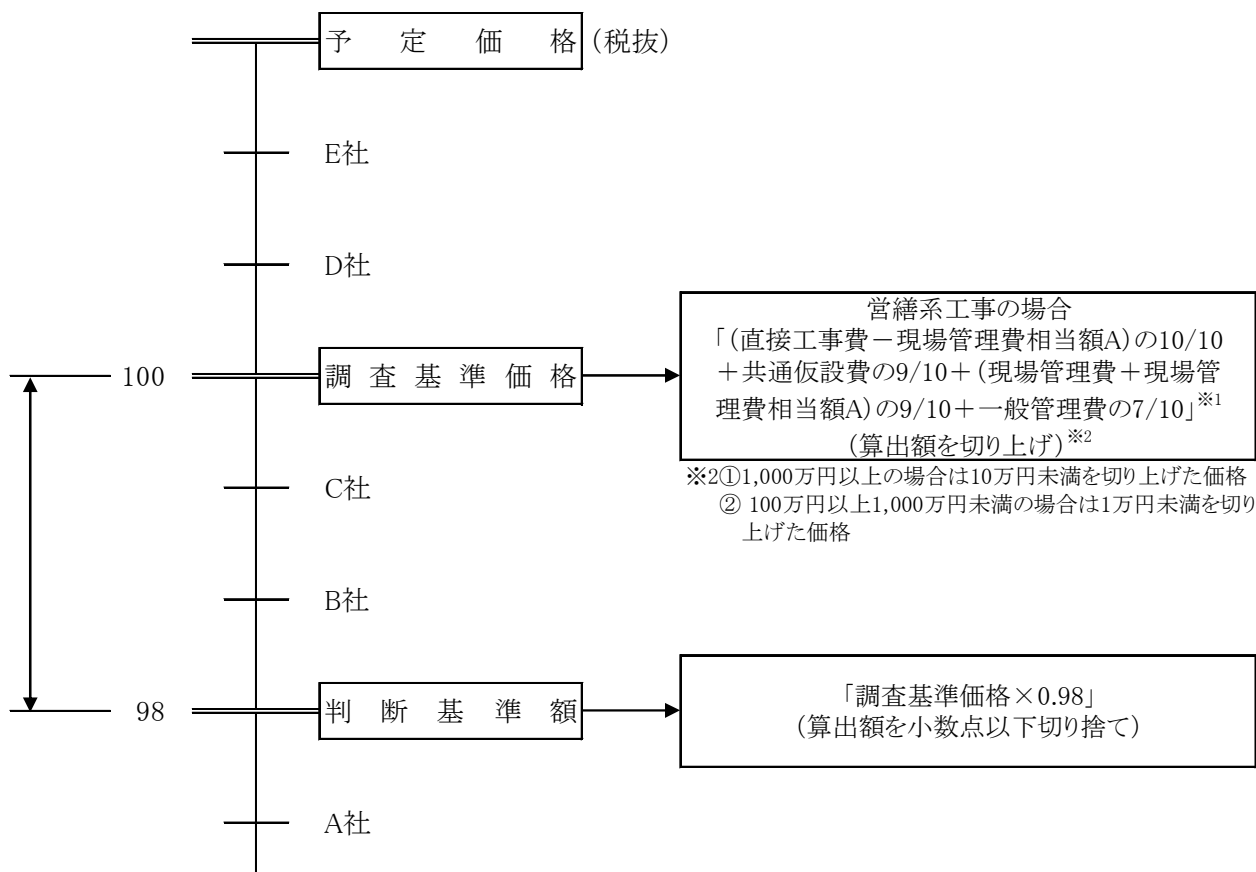 予定価格(税抜)
E社
D社
営繕系工事の場合
「(直接工事費－現場管理費相当額A)の10/10
＋共通仮設費の9/10＋(現場管理費＋現場管
理費相当額A)の9/10＋一般管理費の7/10」※1
(算出額を切り上げ)※2
100
調査基準価格
※2①1,000万円以上の場合は10万円未満を切り上げた価格
② 100万円以上1,000万円未満の場合は1万円未満を切り
上げた価格
C社
B社
98
判断基準額
「調査基準価格×0.98」
(算出額を小数点以下切り捨て)
A社